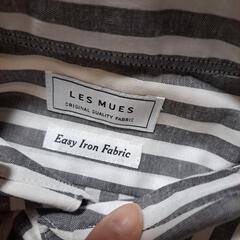 LES MUES
ORIGINAL QUALITY FABRIC
Easy Iron Fabric